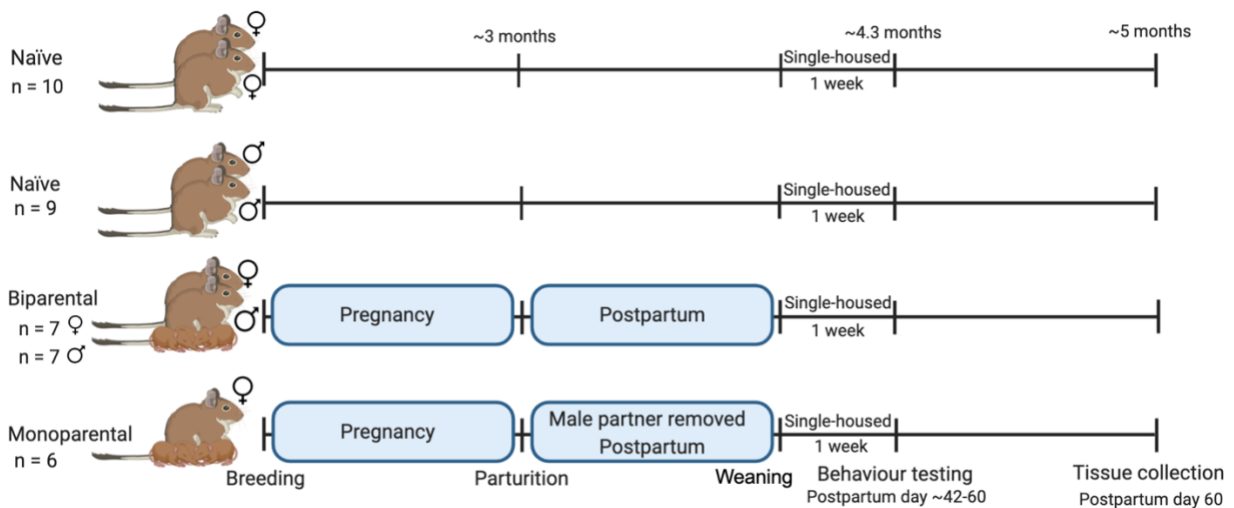 ~3 months
~4.3 months
~5 months
Naïve
n = 10
♀
♀
Single-housed
1 week
Naïve
n = 9
♂
♂
Single-housed
1 week
Biparental
n = 7 ♀
n = 7 ♂
♀
♂
Pregnancy
Postpartum
Single-housed
1 week
Monoparental
n = 6
♀
Pregnancy
Male partner removed
Postpartum
Single-housed
1 week
Breeding
Parturition
Weaning
Behaviour testing
Postpartum day ~42-60
Tissue collection
Postpartum day 60